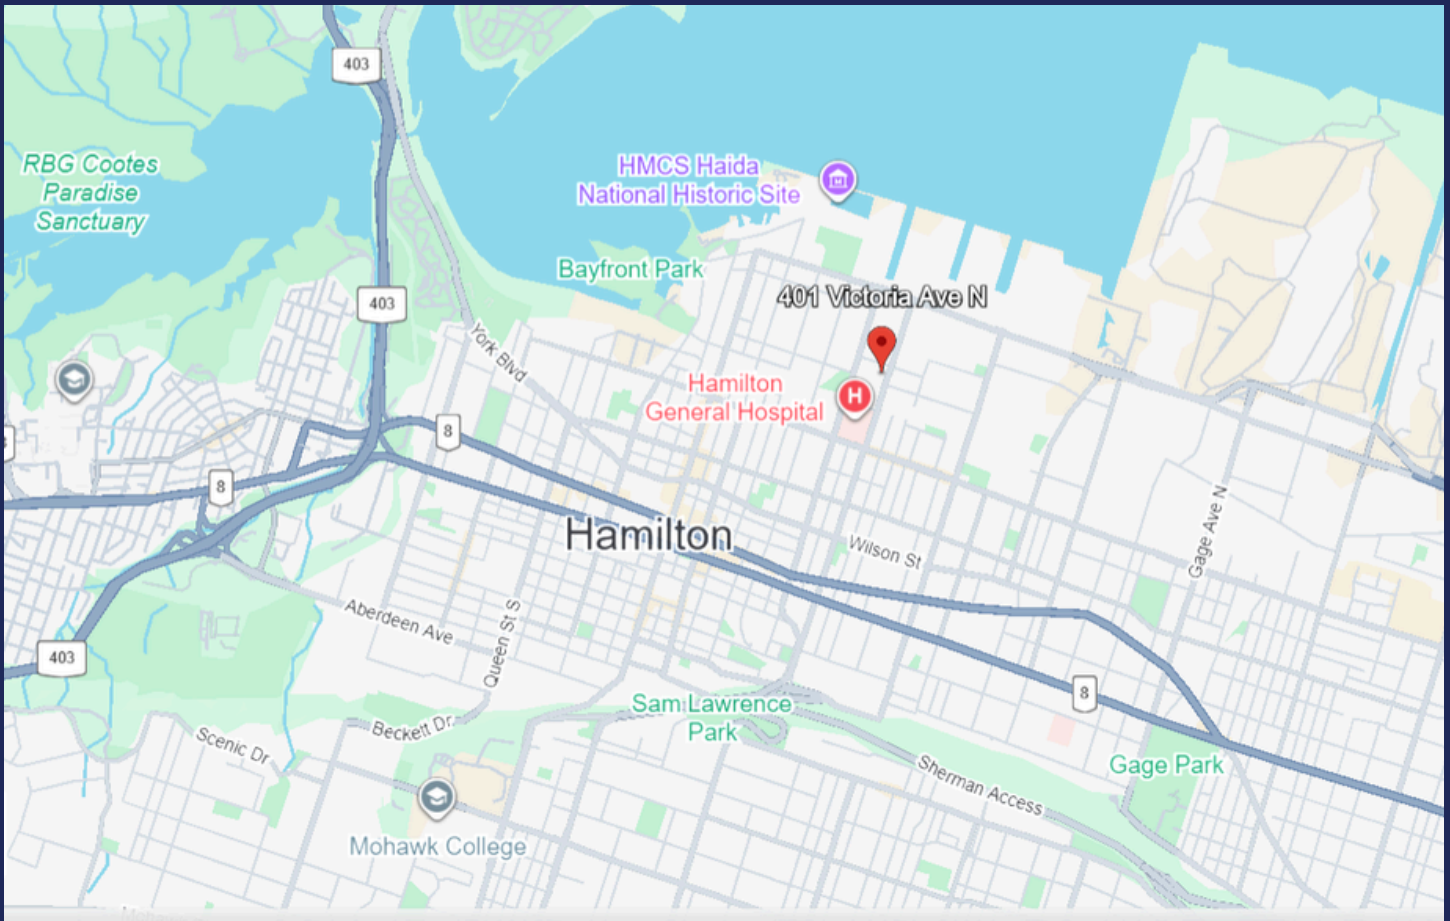 403
RBG Cootes
Paradise
Sanctuary
HMCS Haida
National Historic Site
Bayfront Park
401 Victoria Ave N
403
York Blvd
Hamilton
General Hospital
8
8
Gage Ave N
Hamilton
Wilson St
Aberdeen Ave
Queen St S
403
8
Sam Lawrence
Park
Beckett Dr
Scenic Dr
Gage Park
Sherman Access
Mohawk College